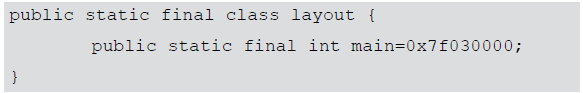 public static final class layout {
        public static final int main=0x7f030000;
}